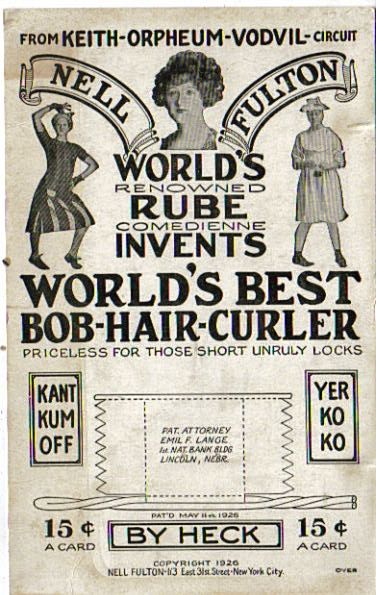 FROM KEITH-ORPHEUM-VODVIL-CIRCUIT
NELL FULTON
WORLD'S
RENOWNED
RUBE
COMEDIENNE
INVENTS
WORLD'S BEST
BOB-HAIR-CURLER
PRICELESS FOR THOSE SHORT UNRULY LOCKS
KANT
KUM
OFF
YER
KO
KO
PAT. ATTORNEY
EMIL F. LANGE
1st NAT. BANK BLDG
LINCOLN, NEBR.
PAT'D MAY 11th, 1926
15 ¢
A CARD
BY HECK
15 ¢
A CARD
COPYRIGHT 1926
NELL FULTON-113 East 31st Street-New York City.
OVER